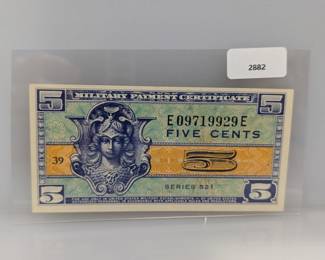 2882
5 MILITARY PAYMENT CERTIFICATE 5
E09719929E
FIVE CENTS
39
5
SERIES 521
5 5